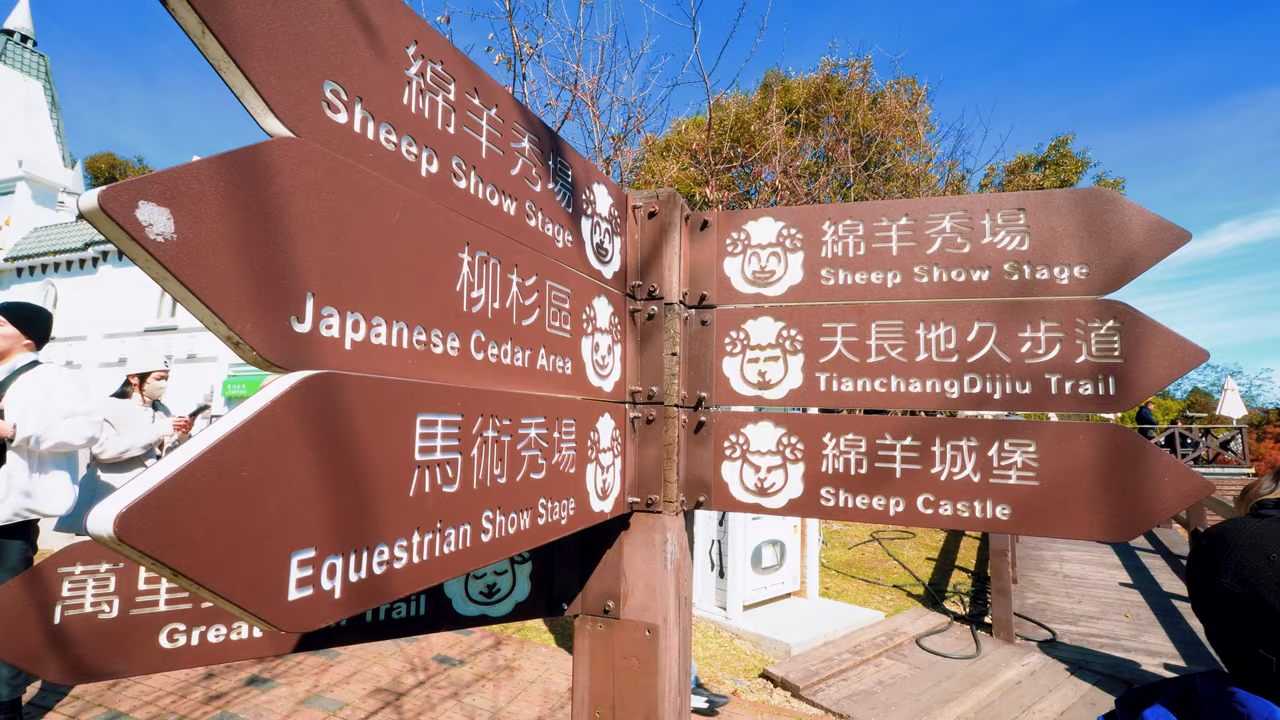 綿羊秀場
Sheep Show Stage
柳杉區
Japanese Cedar Area
馬術秀場
Equestrian Show Stage
萬里
Great Trail
綿羊秀場
Sheep Show Stage
天長地久步道
TianchangDijiu Trail
綿羊城堡
Sheep Castle